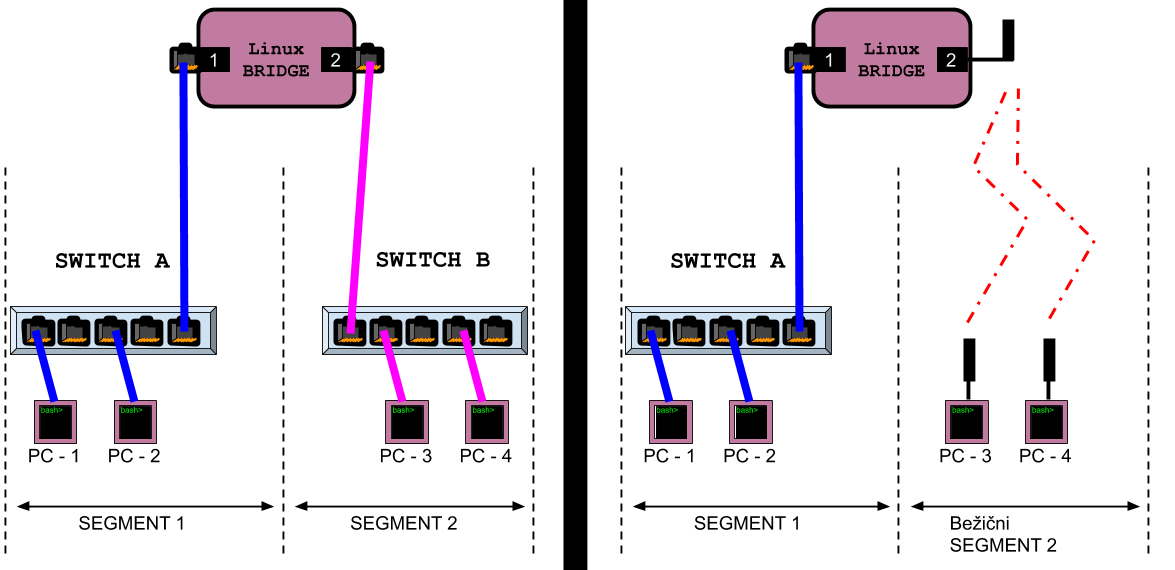 Linux
BRIDGE
1
2
SWITCH A
SWITCH B
bash>
bash>
bash>
bash>
PC - 1
PC - 2
PC - 3
PC - 4
SEGMENT 1
SEGMENT 2
Linux
BRIDGE
1
2
SWITCH A
bash>
bash>
bash>
bash>
PC - 1
PC - 2
PC - 3
PC - 4
SEGMENT 1
Bežični
SEGMENT 2